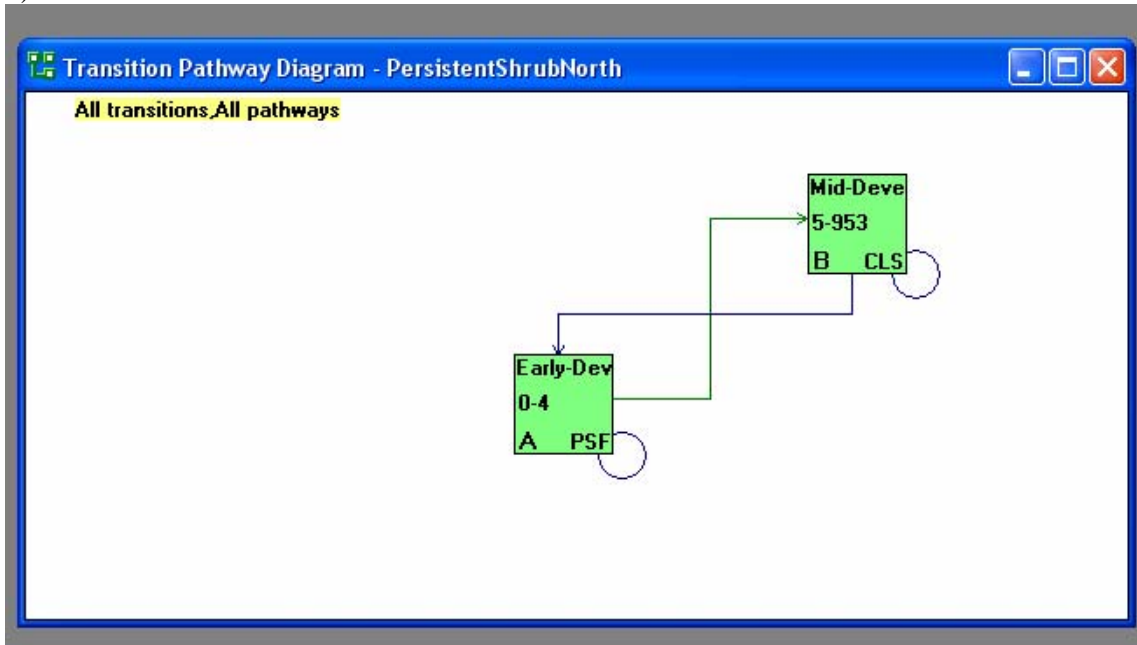 Transition Pathway Diagram - PersistentShrubNorth
All transitions,All pathways
Mid-Deve
5-953
B CLS
Early-Dev
0-4
A PSF